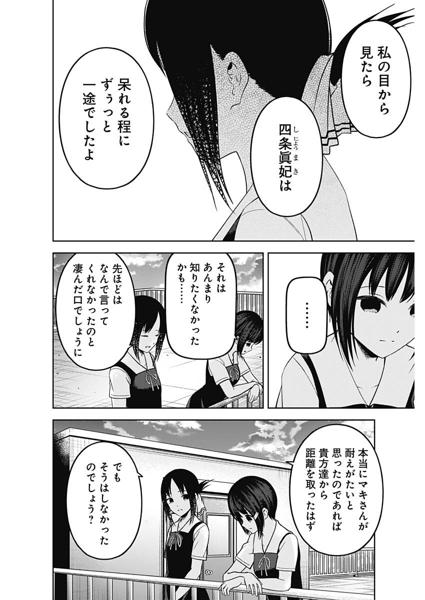 私の目から
見たら
四条眞妃は
しじょうまき
呆れる程に
ずぅっと
一途でしたよ
……
それは
あんまり
知りたくなかった
かも……
先ほどは
なんで言って
くれなかったのと
凄んだ口でしょうに
本当にマキさんが
耐えがたいと
思ったのであれば
貴方達から
距離を取ったはず
でも
そうはしなかった
のでしょう?